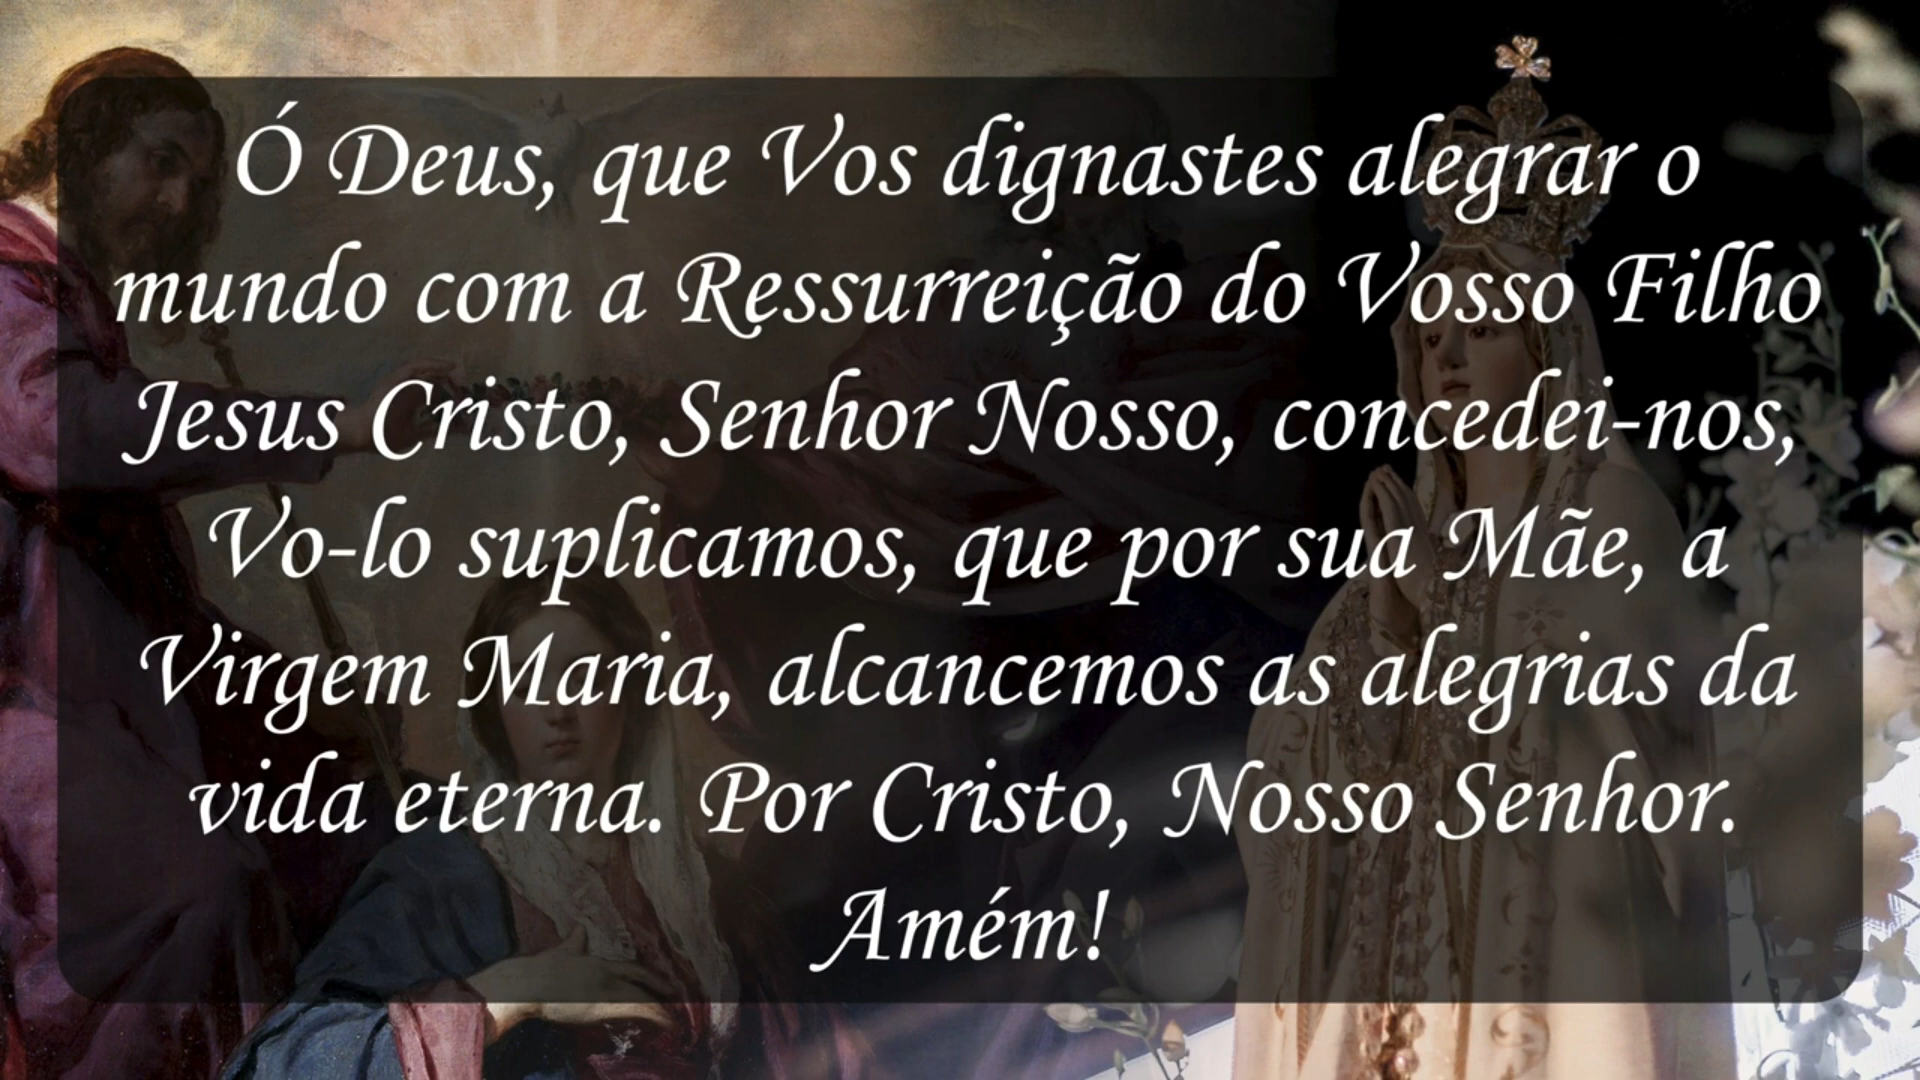 Ó Deus, que Vos dignastes alegrar o
mundo com a Ressurreição do Vosso Filho
Jesus Cristo, Senhor Nosso, concedei-nos,
Vo-lo suplicamos, que por sua Mãe, a
Virgem Maria, alcancemos as alegrias da
vida eterna. Por Cristo, Nosso Senhor.
Amém!